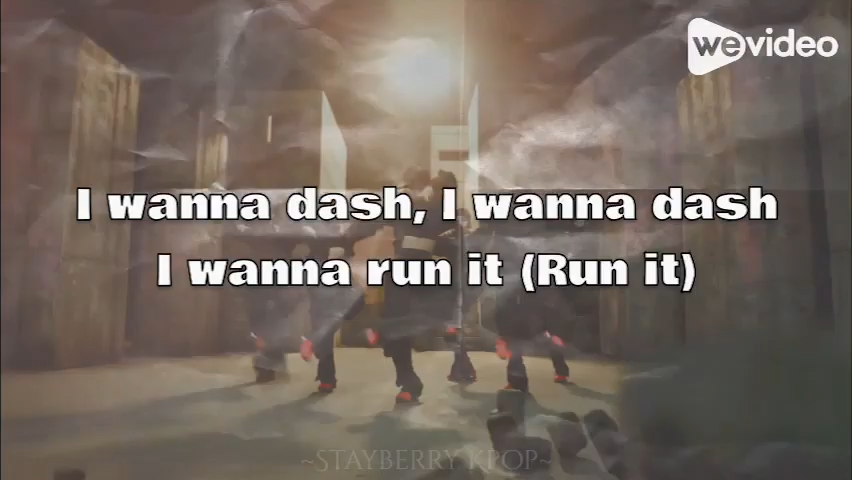 wevideo
I wanna dash, I wanna dash
I wanna run it (Run it)
~STAYBERRY KPOP~